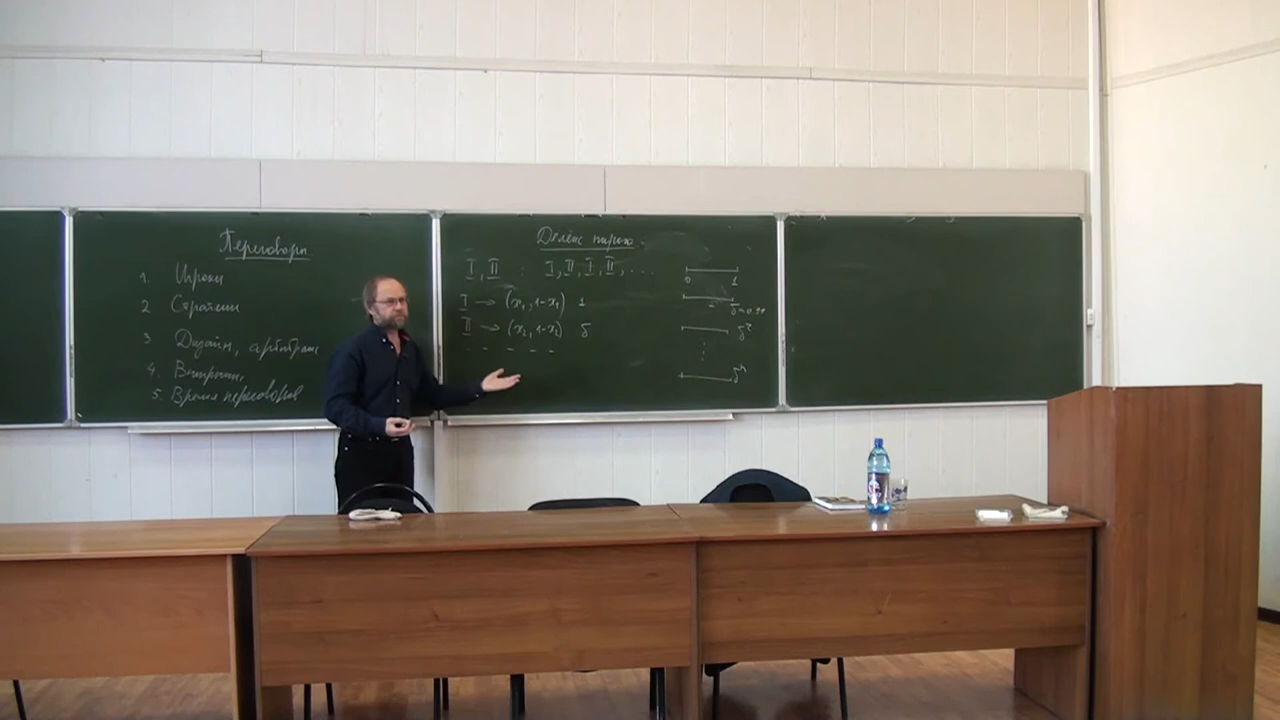 Переговоры
1. Игроки
2 Стратегии
3 Дизайн, арбитраж
4. Выигрыши
5. Время переговоров
Делёж пирога
I, II : I, II, I, II, ...
I → (x₁, 1-x₁) 1
II → (x₂, 1-x₂) δ
- - - - -
0 1
δ=0.99
δ²
⋮
δⁿ